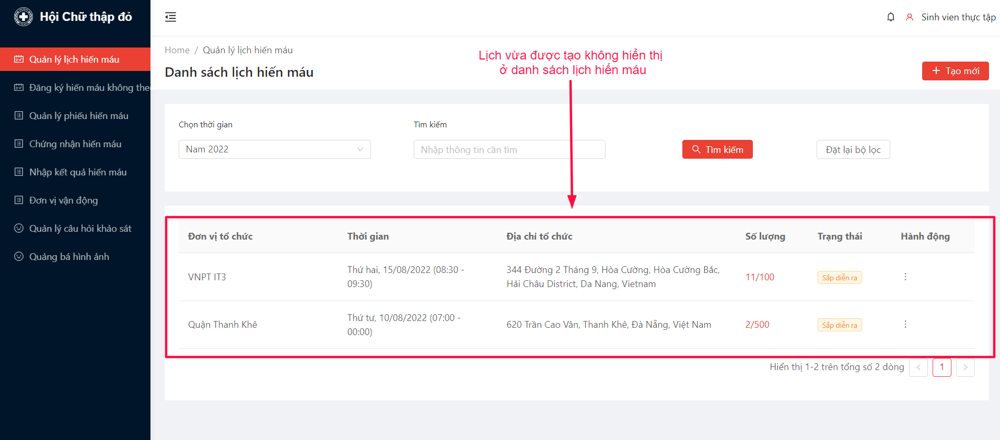 Hội Chữ thập đỏ
Sinh vien thực tập
Quản lý lịch hiến máu
Đăng ký hiến máu không the
Quản lý phiếu hiến máu
Chứng nhận hiến máu
Nhập kết quả hiến máu
Đơn vị vận động
Quản lý câu hỏi khảo sát
Quảng bá hình ảnh
Home / Quản lý lịch hiến máu
Danh sách lịch hiến máu
Lịch vừa được tạo không hiển thị
ở danh sách lịch hiến máu
Tạo mới
Chọn thời gian
Tìm kiếm
Nam 2022
Nhập thông tin cần tìm
Tìm kiếm
Đặt lại bộ lọc
Đơn vị tổ chức Thời gian Địa chỉ tổ chức Số lượng Trạng thái Hành động
VNPT IT3
Thứ hai, 15/08/2022 (08:30 -
09:30)
344 Đường 2 Tháng 9, Hòa Cường, Hòa Cường Bắc,
Hải Châu District, Da Nang, Vietnam
11/100
Sắp diễn ra
Quận Thanh Khê
Thứ tư, 10/08/2022 (07:00 -
00:00)
620 Trần Cao Vân, Thanh Khê, Đà Nẵng, Việt Nam
2/500
Sắp diễn ra
Hiển thị 1-2 trên tổng số 2 dòng < 1 >